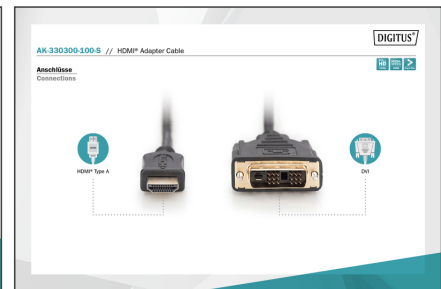 DIGITUS®
AK-330300-100-S // HDMI® Adapter Cable
Anschlüsse
Connections
HDMI® Type A
DVI